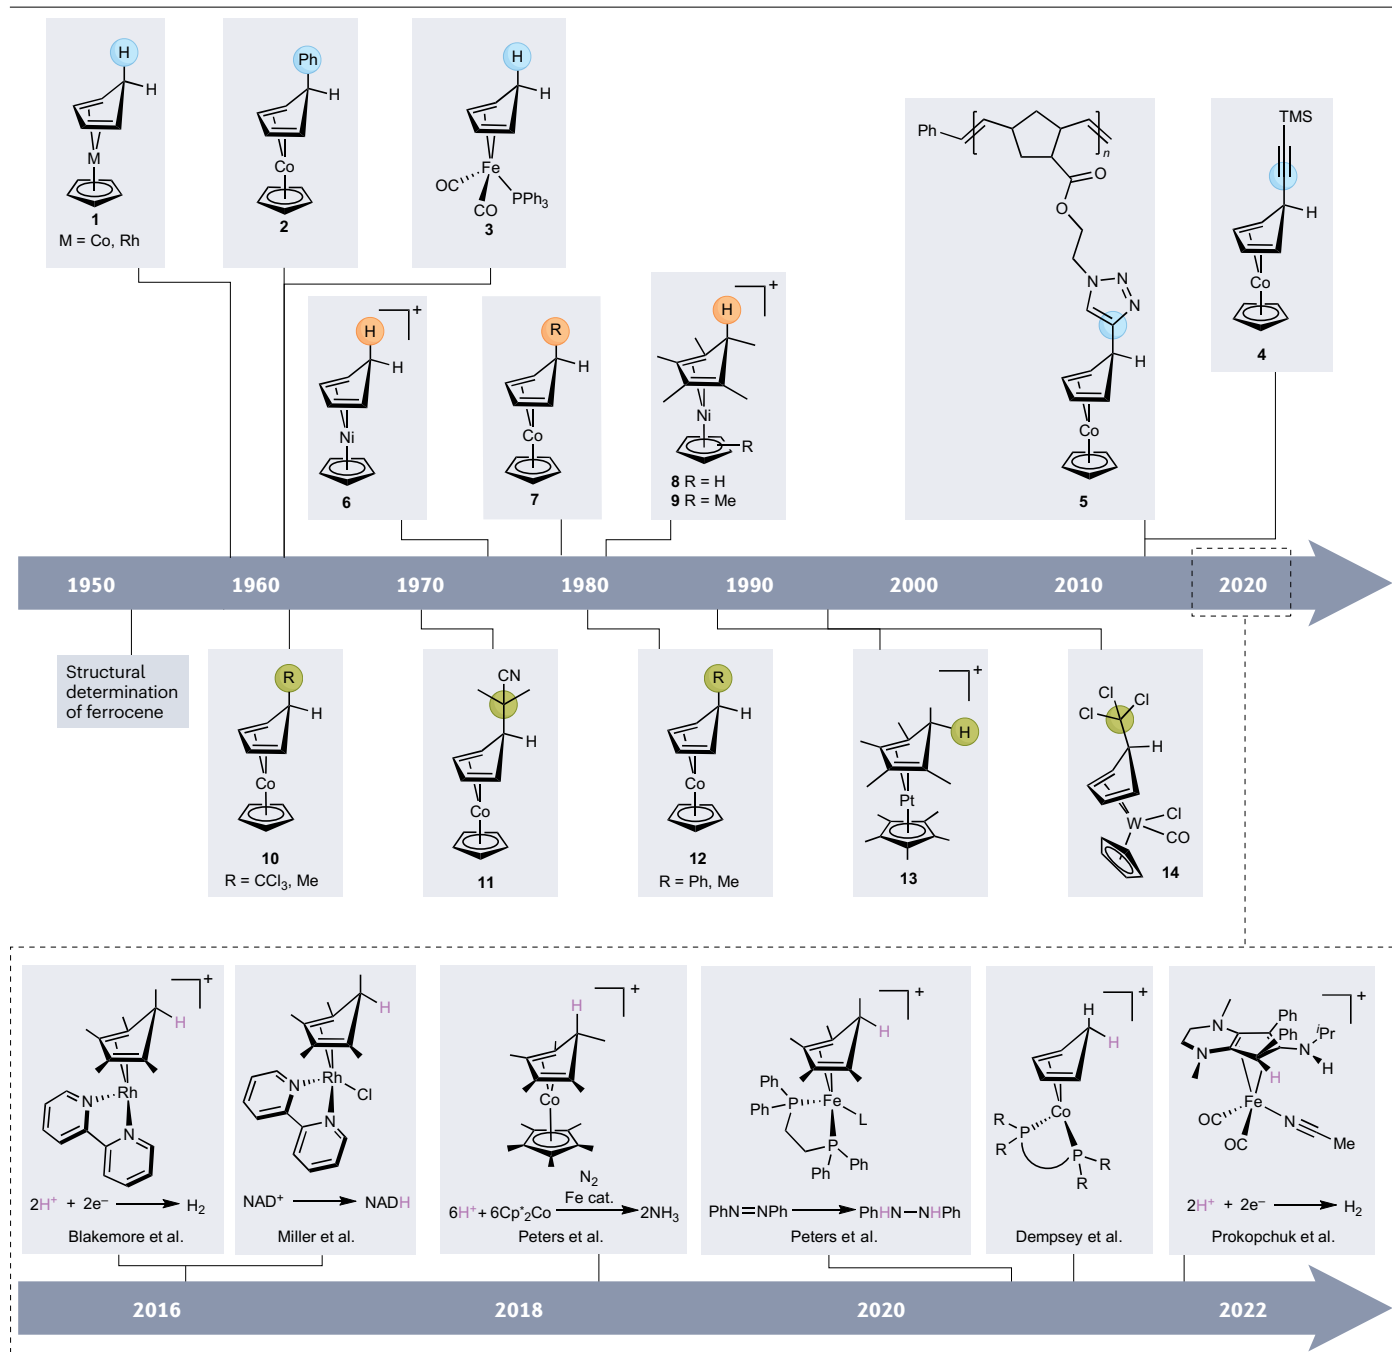 H
H
M
1
M = Co, Rh
Ph
H
Co
2
H
H
Fe
OC
CO
PPh3
3
Ph
n
O
O
N
N
N
H
Co
5
TMS
H
Co
4
+
H
H
Ni
6
R
H
Co
7
+
H
Ni
R
8 R = H
9 R = Me
1950 1960 1970 1980 1990 2000 2010 2020
Structural
determination
of ferrocene
R
H
Co
10
R = CCl3, Me
CN
H
Co
11
R
H
Co
12
R = Ph, Me
+
H
Pt
13
Cl
Cl
Cl
H
W
Cl
CO
14
+
H
Rh
N
N
2H+ + 2e– H2
Blakemore et al.
H
Rh
Cl
N
N
NAD+ NADH
Miller et al.
+
H
Co
N2
Fe cat.
6H+ + 6Cp*2Co 2NH3
Peters et al.
+
H
Ph
Ph
P
Fe
L
P
Ph
Ph
PhN=NPh PhHN–NHPh
Peters et al.
+
H
H
Co
R
P
R
P
R
R
Dempsey et al.
+
N
Ph
Ph
iPr
N
H
N
H
Fe
OC
OC
N
Me
2H+ + 2e– H2
Prokopchuk et al.
2016 2018 2020 2022